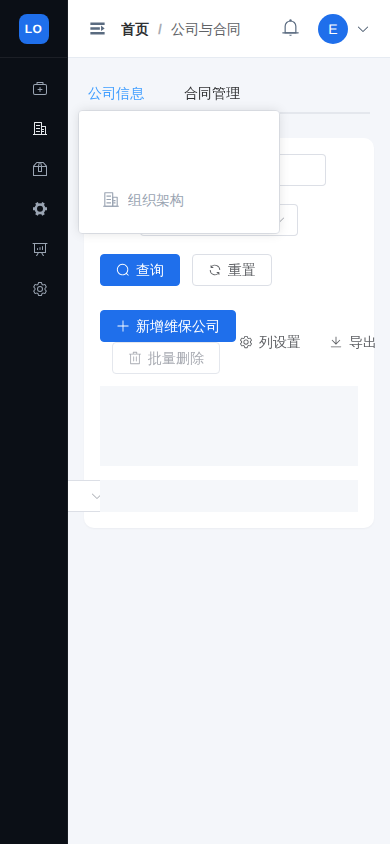 LO
首页 / 公司与合同
E
公司信息 合同管理
组织架构
查询 重置
新增维保公司
列设置 导出
批量删除